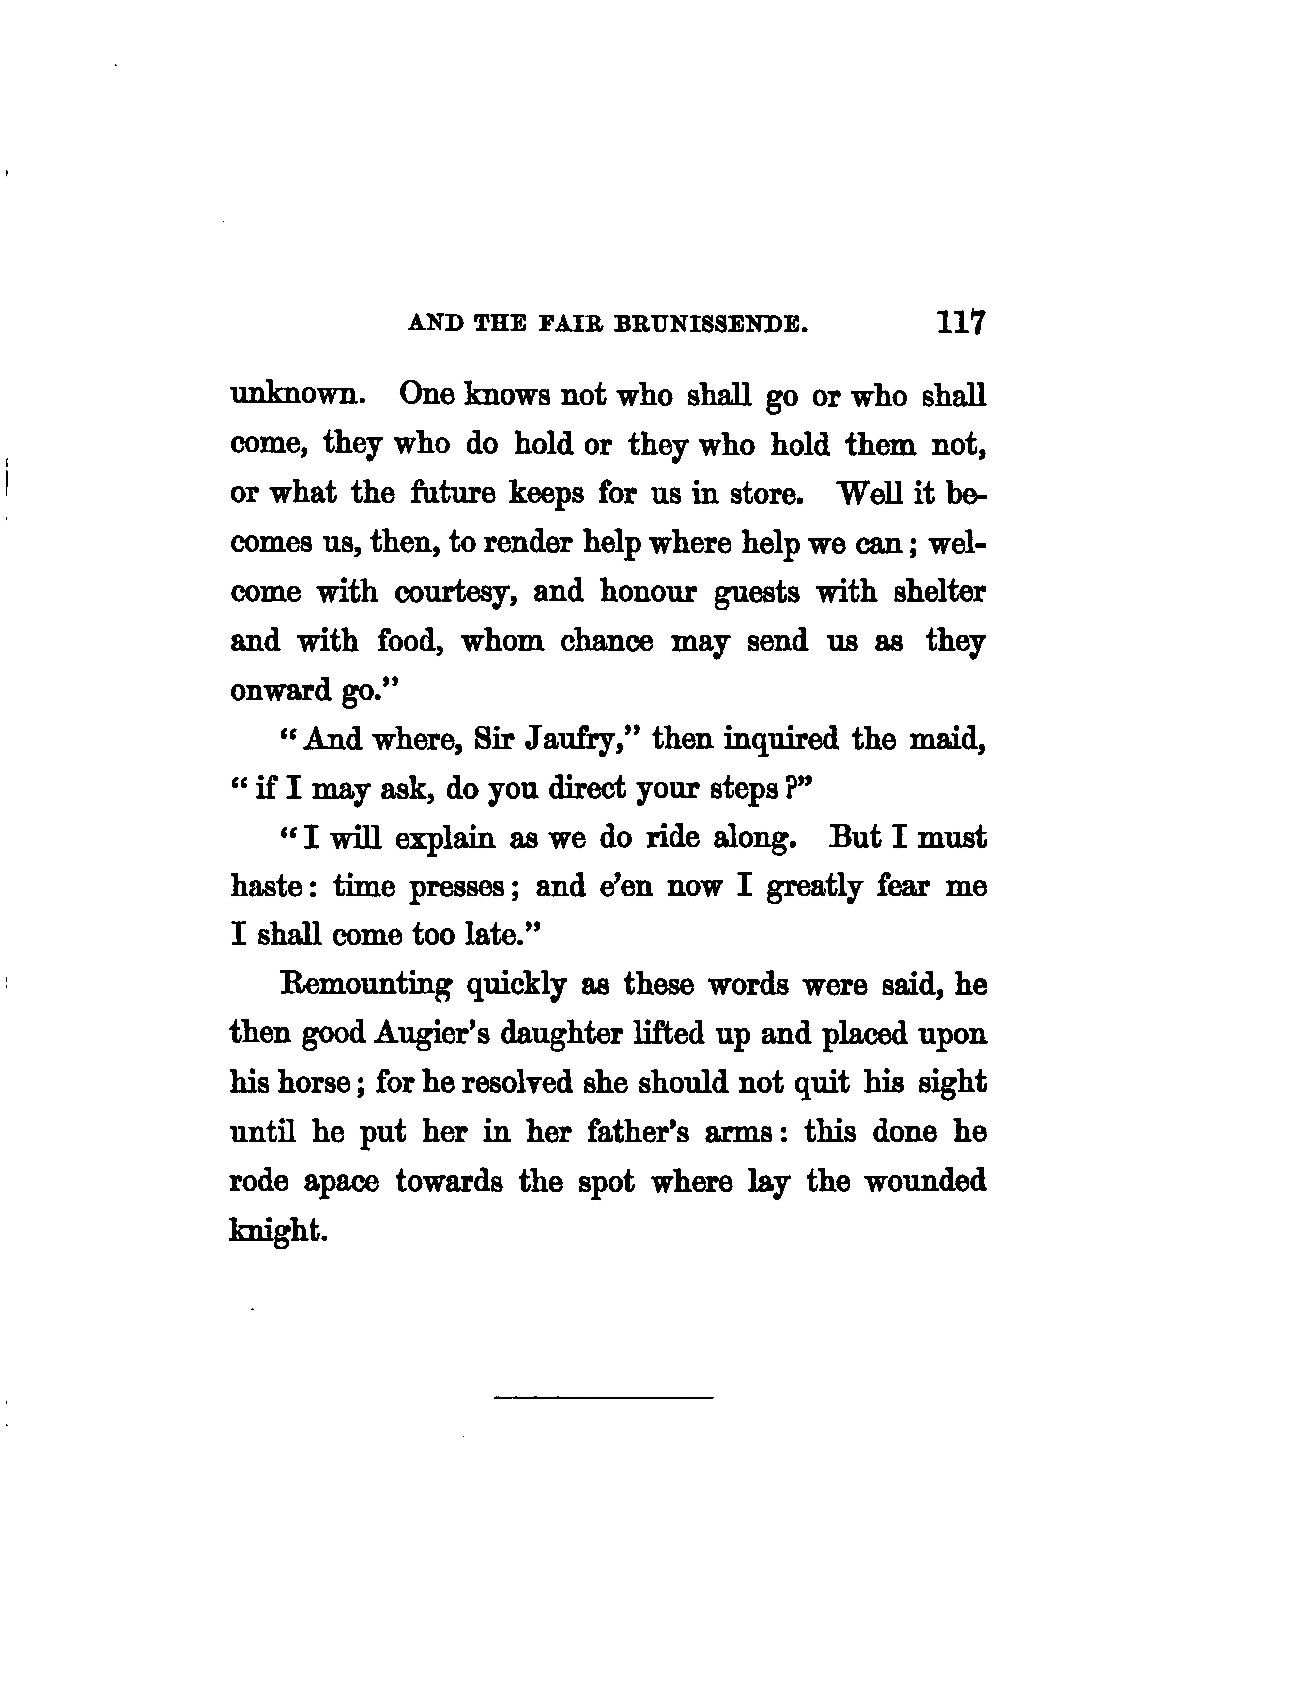 AND THE FAIR BRUNISSENDE. 117
unknown. One knows not who shall go or who shall
come, they who do hold or they who hold them not,
or what the future keeps for us in store. Well it be-
comes us, then, to render help where help we can; wel-
come with courtesy, and honour guests with shelter
and with food, whom chance may send us as they
onward go."
"And where, Sir Jaufry," then inquired the maid,
"if I may ask, do you direct your steps?"
"I will explain as we do ride along. But I must
haste: time presses; and e'en now I greatly fear me
I shall come too late."
Remounting quickly as these words were said, he
then good Augier's daughter lifted up and placed upon
his horse; for he resolved she should not quit his sight
until he put her in her father's arms: this done he
rode apace towards the spot where lay the wounded
knight.